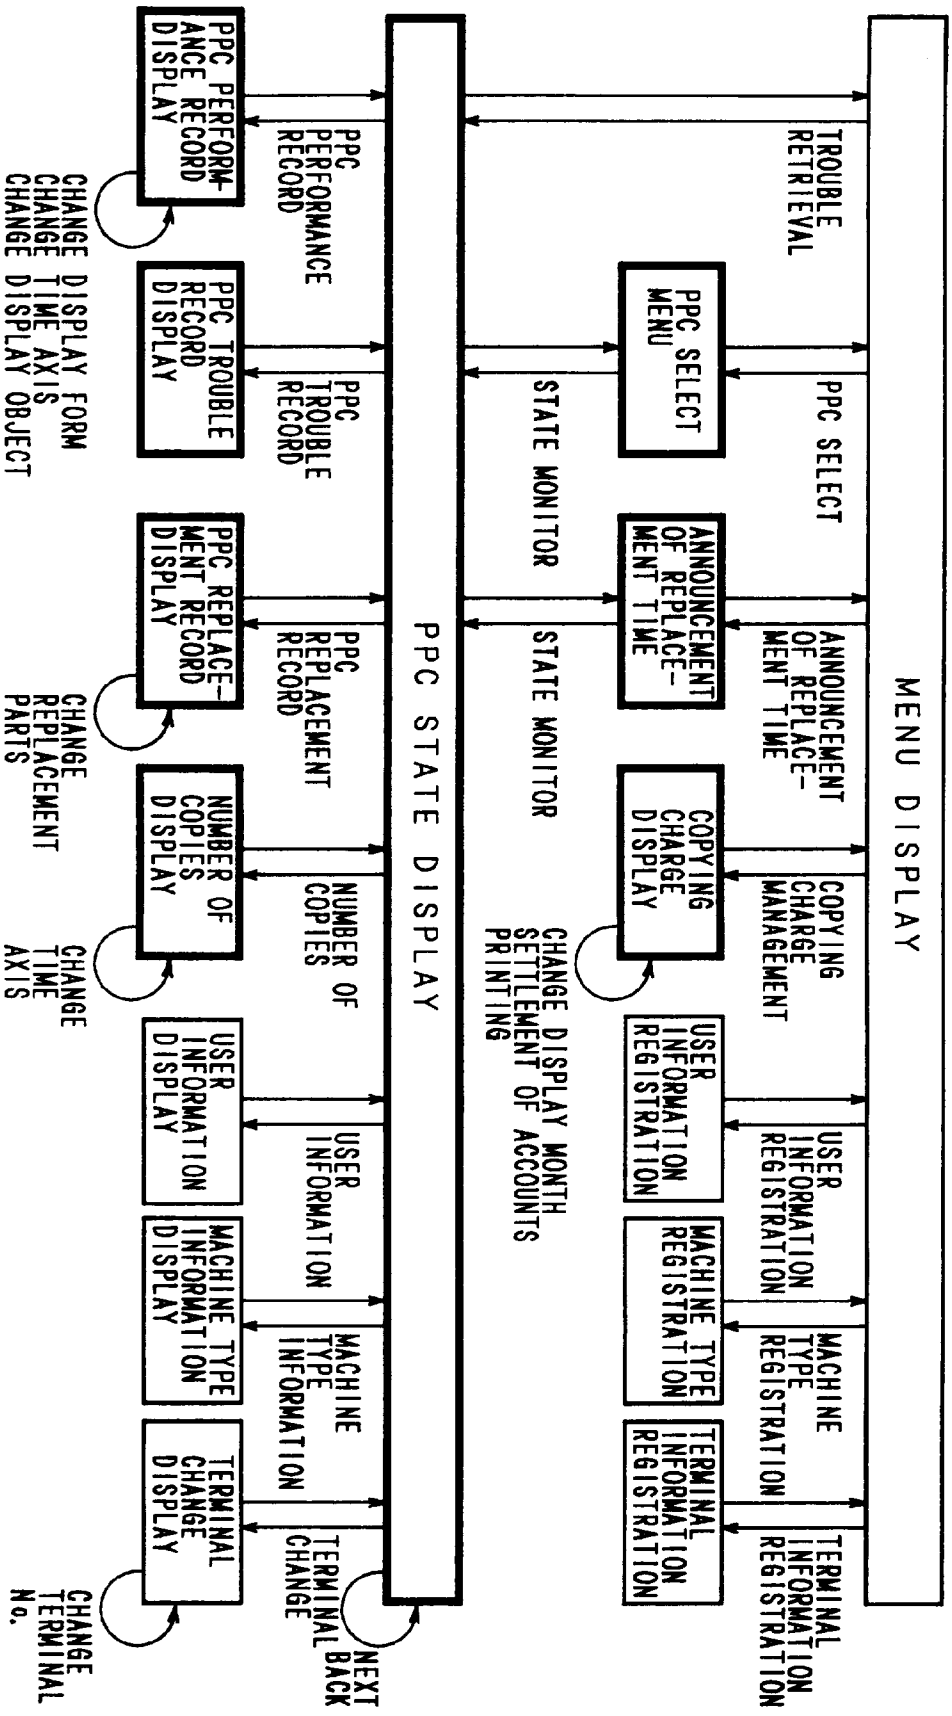 MENU DISPLAY
TROUBLE
RETRIEVAL
PPC SELECT
ANNOUNCEMENT
OF REPLACE-
MENT TIME
COPYING
CHARGE
MANAGEMENT
USER
INFORMATION
REGISTRATION
MACHINE
TYPE
REGISTRATION
TERMINAL
INFORMATION
REGISTRATION
PPC SELECT
MENU
ANNOUNCEMENT
OF REPLACE-
MENT TIME
COPYING
CHARGE
DISPLAY
USER
INFORMATION
REGISTRATION
MACHINE TYPE
REGISTRATION
TERMINAL
INFORMATION
REGISTRATION
STATE MONITOR
STATE MONITOR
CHANGE DISPLAY MONTH
SETTLEMENT OF ACCOUNTS
PRINTING
PPC STATE DISPLAY
NEXT
BACK
PPC
PERFORMANCE
RECORD
PPC
TROUBLE
RECORD
PPC
REPLACEMENT
RECORD
NUMBER OF
COPIES
USER
INFORMATION
MACHINE
TYPE
INFORMATION
TERMINAL
CHANGE
PPC PERFORM-
ANCE RECORD
DISPLAY
PPC TROUBLE
RECORD
DISPLAY
PPC REPLACE-
MENT RECORD
DISPLAY
NUMBER OF
COPIES
DISPLAY
USER
INFORMATION
DISPLAY
MACHINE TYPE
INFORMATION
DISPLAY
TERMINAL
CHANGE
DISPLAY
CHANGE DISPLAY FORM
CHANGE TIME AXIS
CHANGE DISPLAY OBJECT
CHANGE
REPLACEMENT
PARTS
CHANGE
TIME
AXIS
CHANGE
TERMINAL
No.